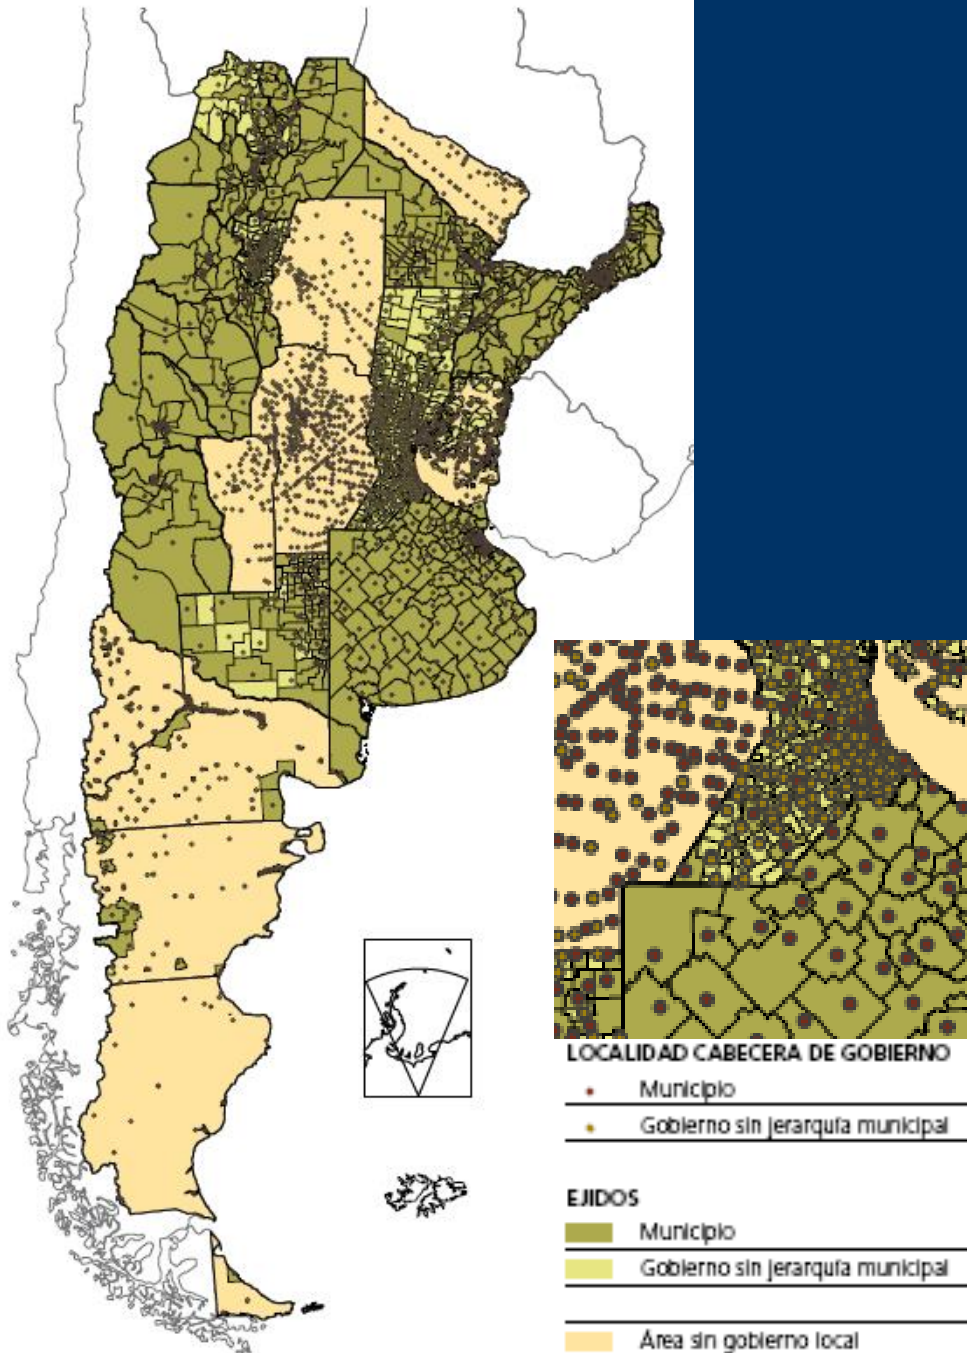 LOCALIDAD CABECERA DE GOBIERNO
Municipio
Gobierno sin jerarquía municipal
EJIDOS
Municipio
Gobierno sin jerarquía municipal
Área sin gobierno local